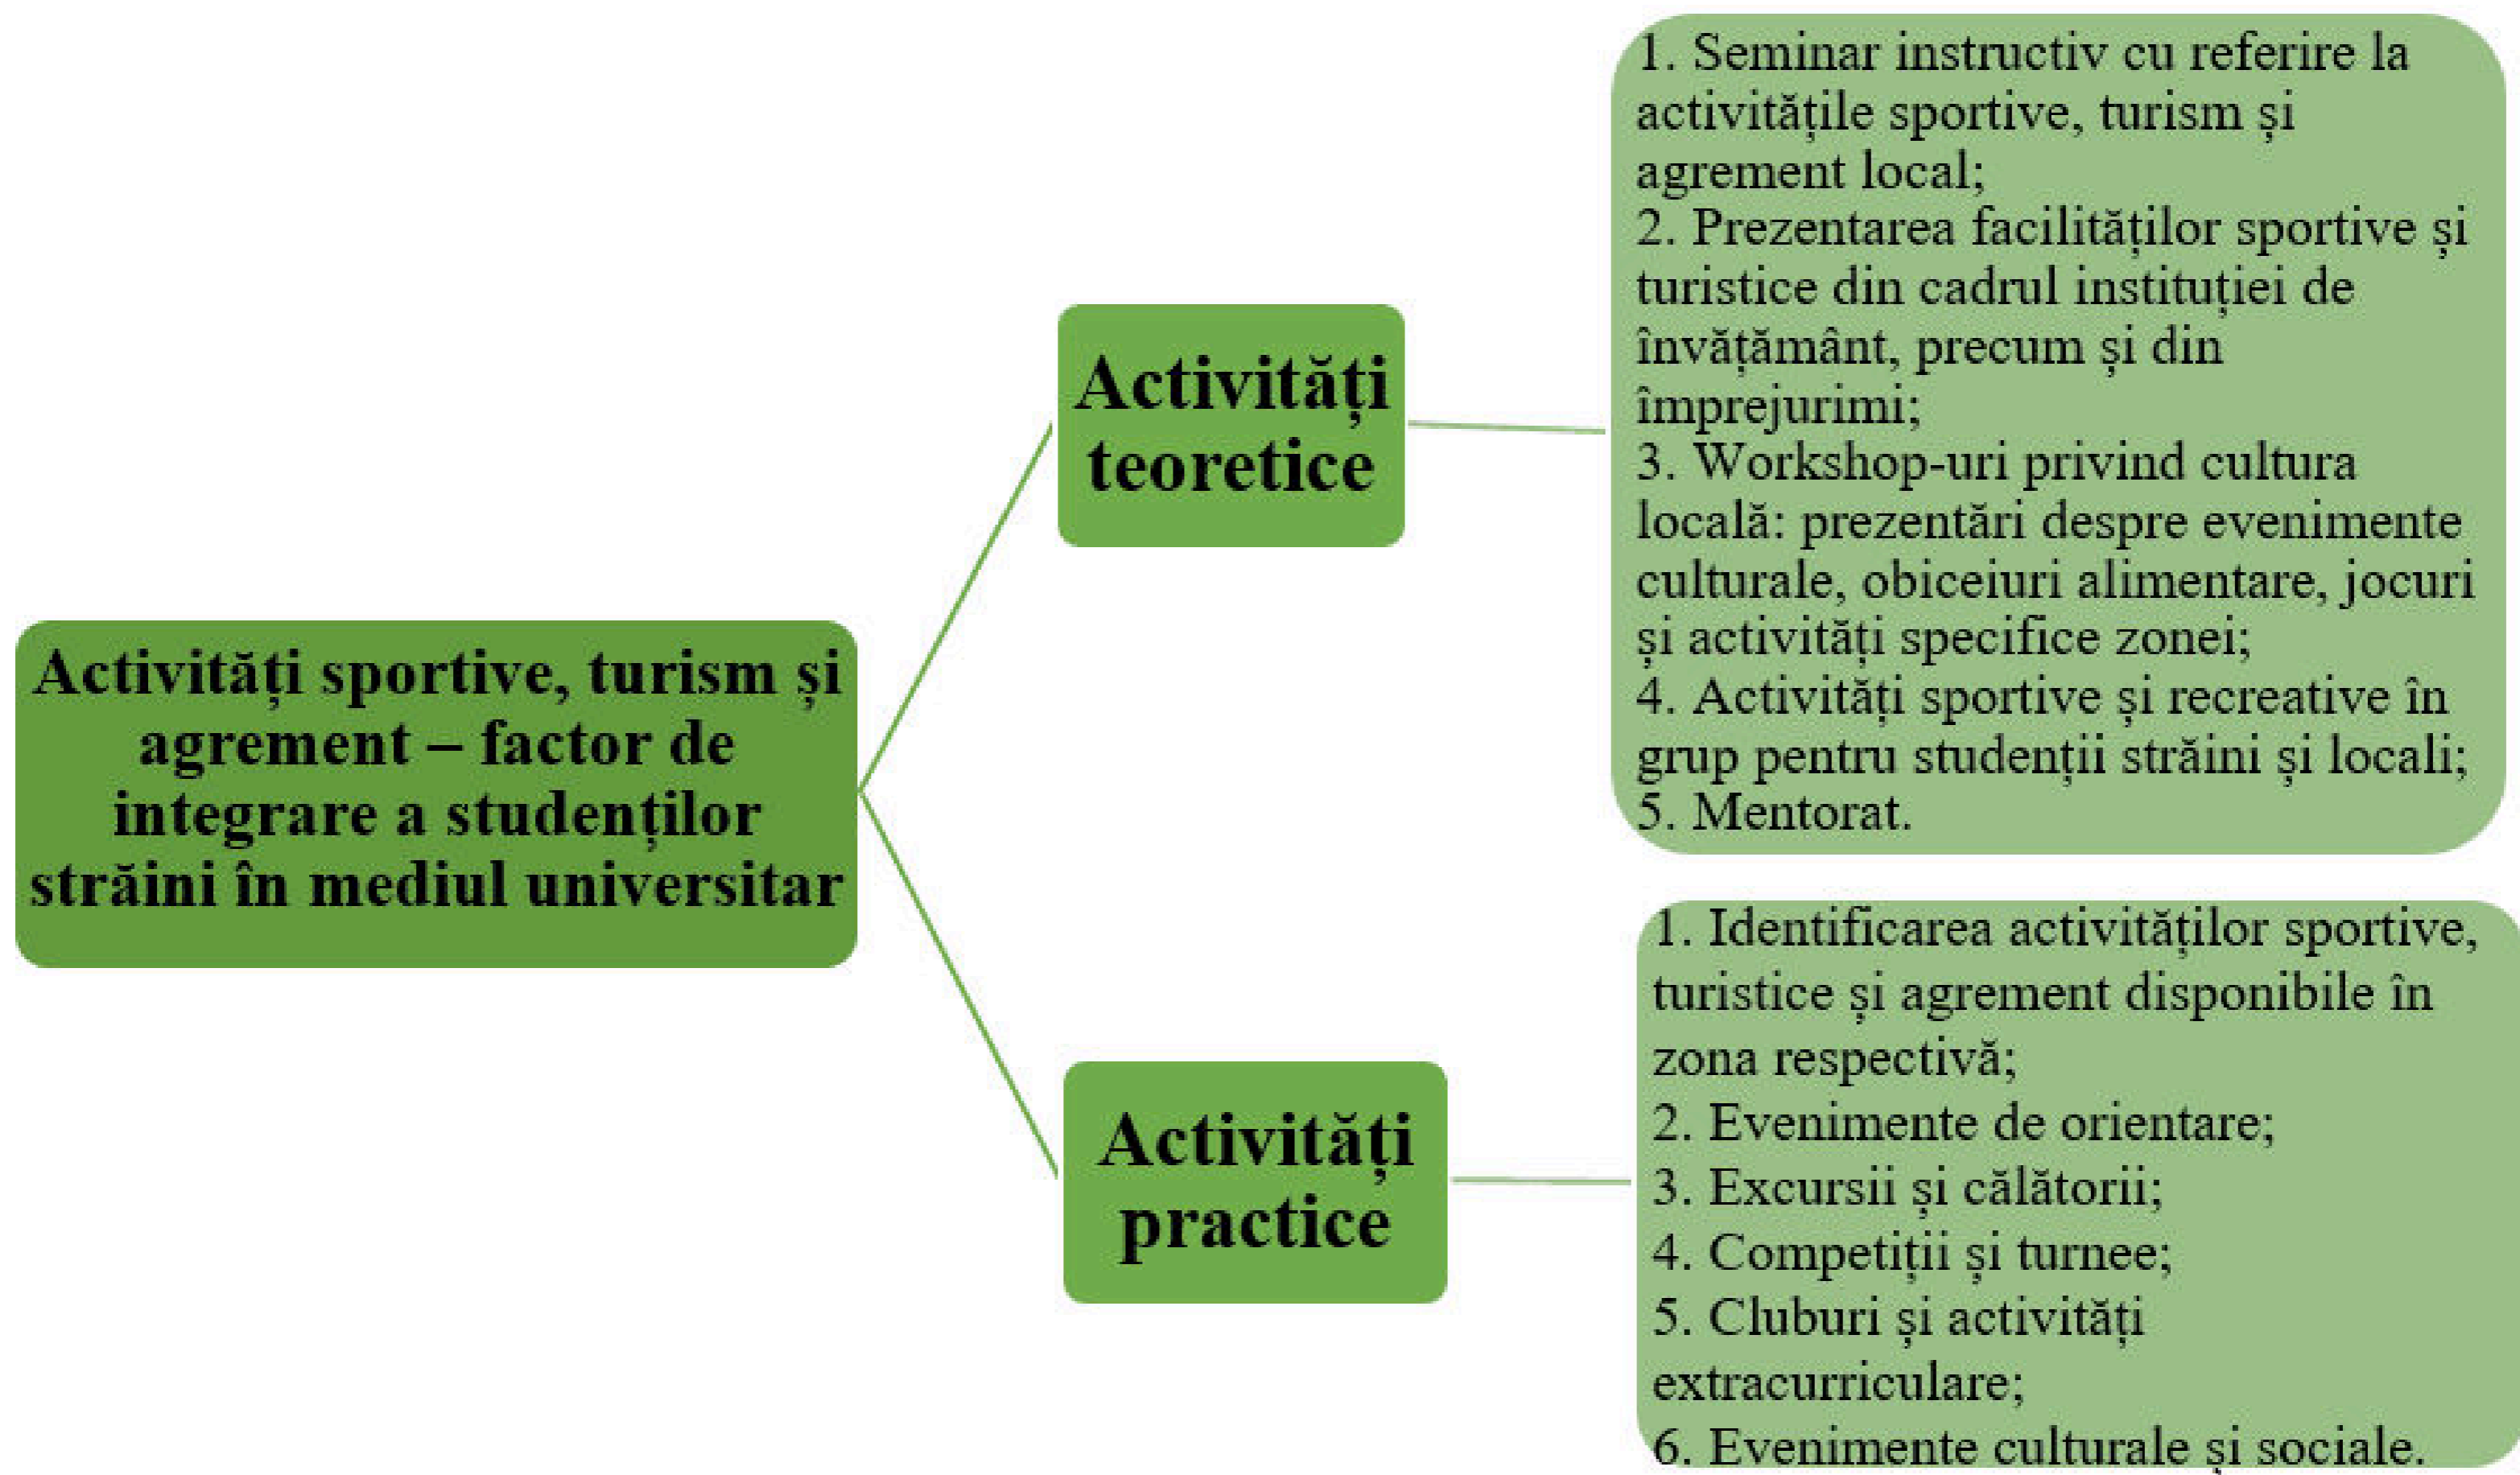 Activități sportive, turism și
agrement – factor de
integrare a studenților
străini în mediul universitar
Activități
teoretice
1. Seminar instructiv cu referire la
activitățile sportive, turism și
agrement local;
2. Prezentarea facilităților sportive și
turistice din cadrul instituției de
învățământ, precum și din
împrejurimi;
3. Workshop-uri privind cultura
locală: prezentări despre evenimente
culturale, obiceiuri alimentare, jocuri
și activități specifice zonei;
4. Activități sportive și recreative în
grup pentru studenții străini și locali;
5. Mentorat.
Activități
practice
1. Identificarea activităților sportive,
turistice și agrement disponibile în
zona respectivă;
2. Evenimente de orientare;
3. Excursii și călătorii;
4. Competiții și turnee;
5. Cluburi și activități
extracurriculare;
6. Evenimente culturale și sociale.